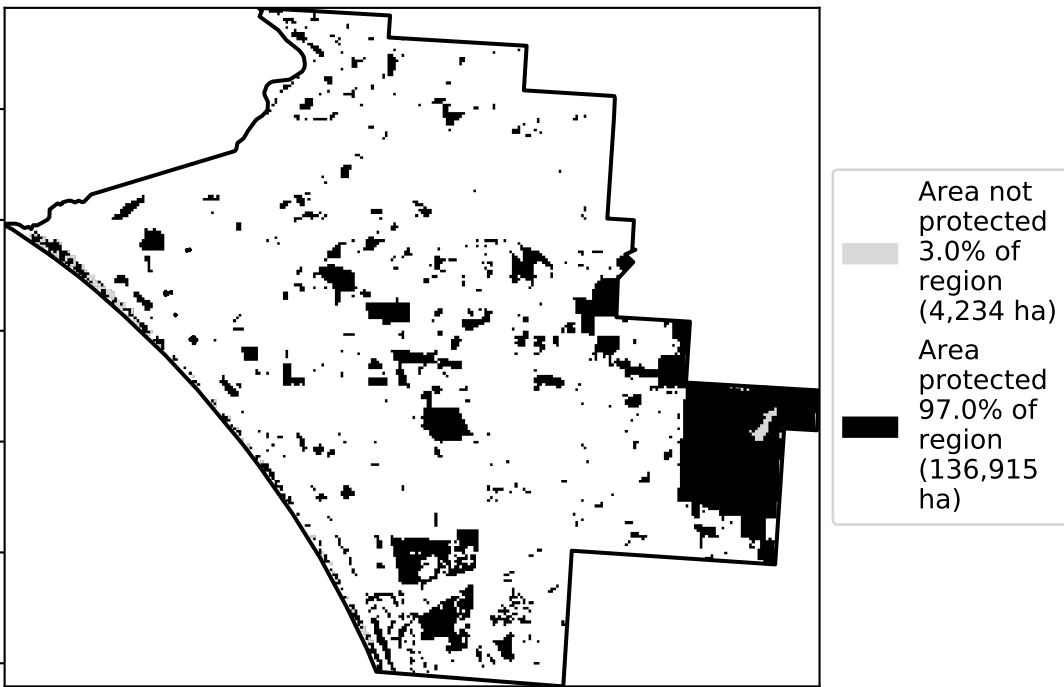 Area not
protected
3.0% of
region
(4,234 ha)
Area
protected
97.0% of
region
(136,915
ha)